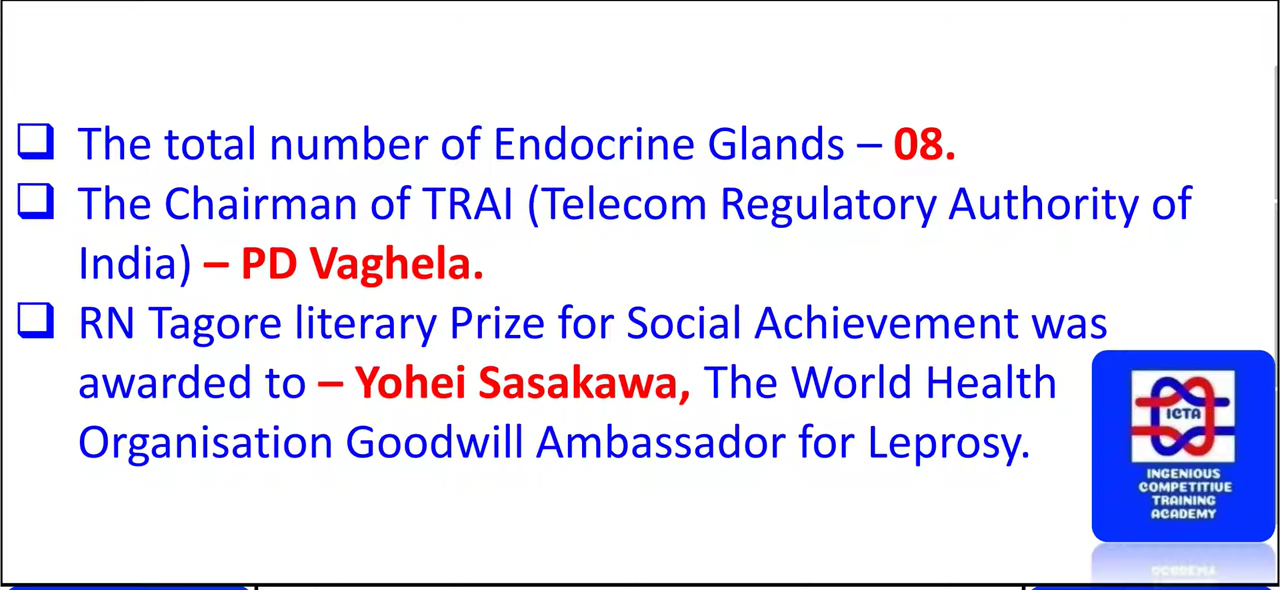 ❑ The total number of Endocrine Glands – 08.
❑ The Chairman of TRAI (Telecom Regulatory Authority of
India) – PD Vaghela.
❑ RN Tagore literary Prize for Social Achievement was
awarded to – Yohei Sasakawa, The World Health
Organisation Goodwill Ambassador for Leprosy.
ICTA
INGENIOUS
COMPETITIVE
TRAINING
ACADEMY